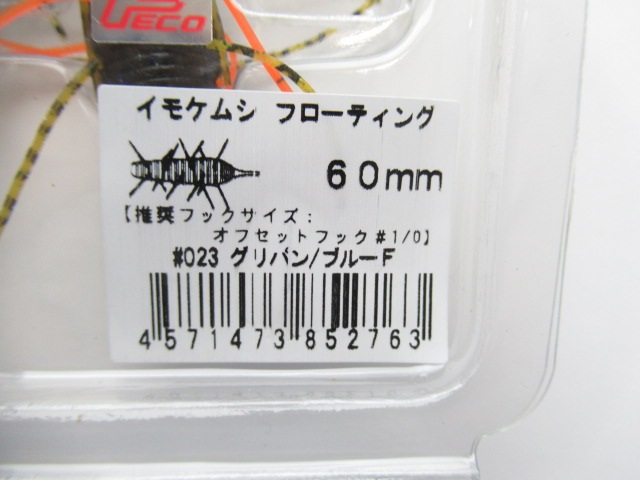 PECO
イモケムシ フローティング
60mm
【推奨フックサイズ:
オフセットフック#1/0】
#023 グリパン/ブルーF
4571473852763